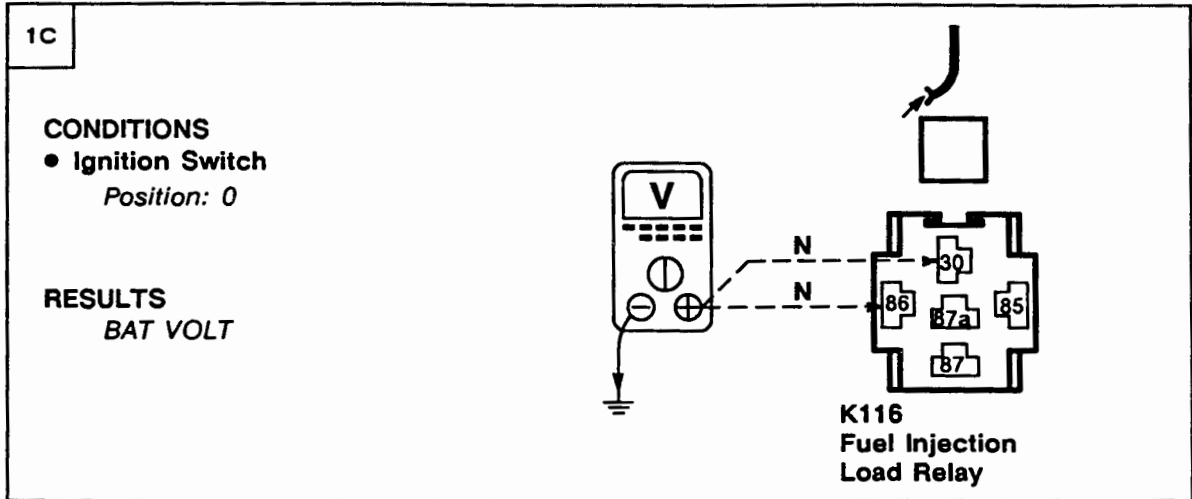 1C
CONDITIONS
● Ignition Switch
Position: 0
RESULTS
BAT VOLT
V
N
N
30
86
87a
85
87
K116
Fuel Injection
Load Relay